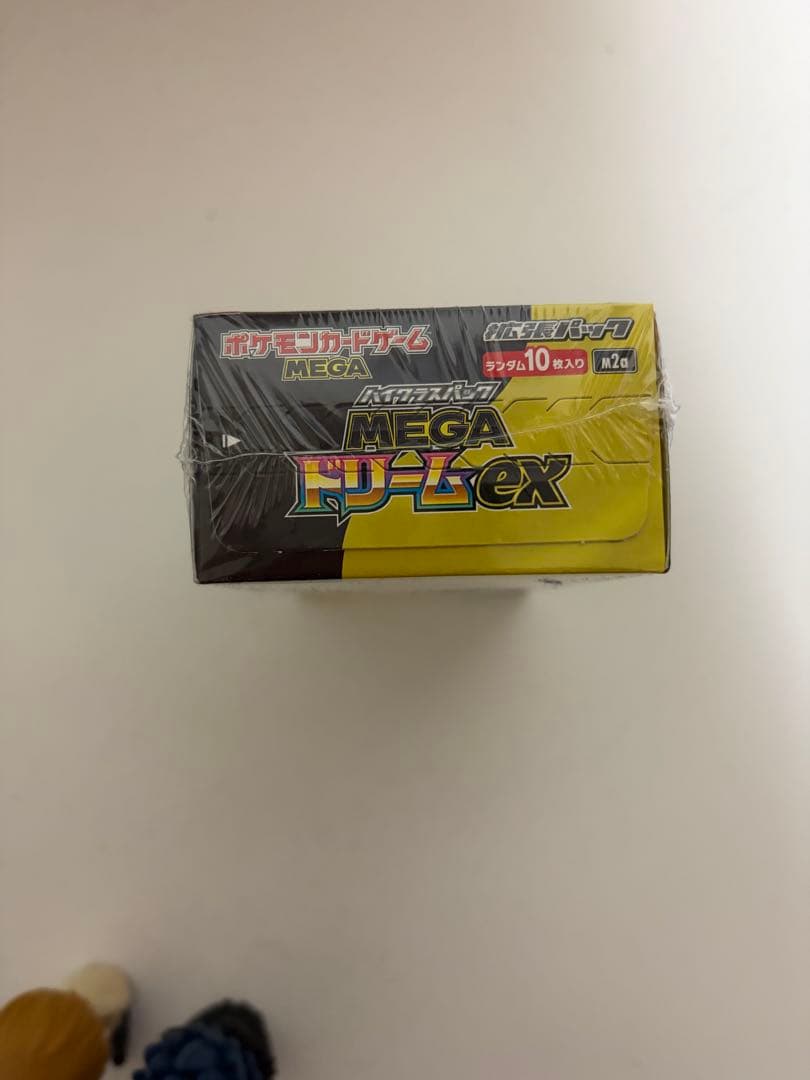 ポケモンカードゲーム
MEGA
拡張パック
ランダム10枚入り M2a
ハイクラスパック
MEGA
ドリームex